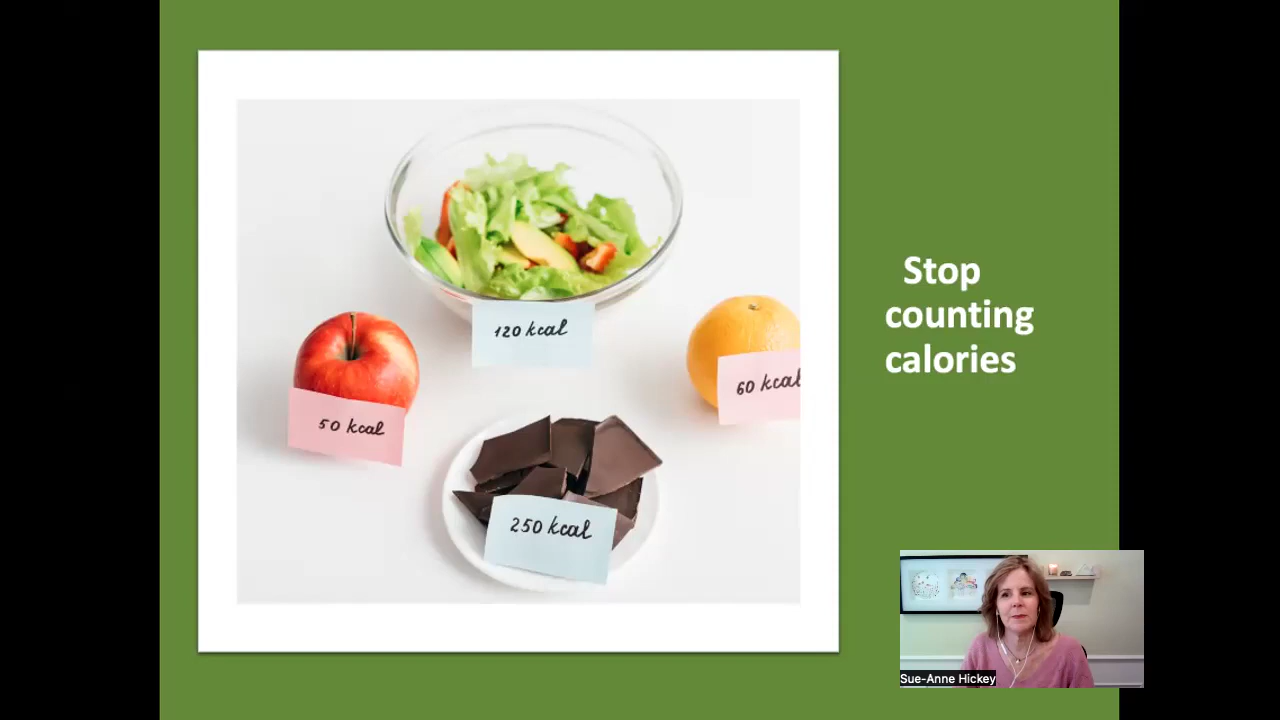 120 kcal
60 kcal
50 kcal
250 kcal
Stop
counting
calories
Sue-Anne Hickey